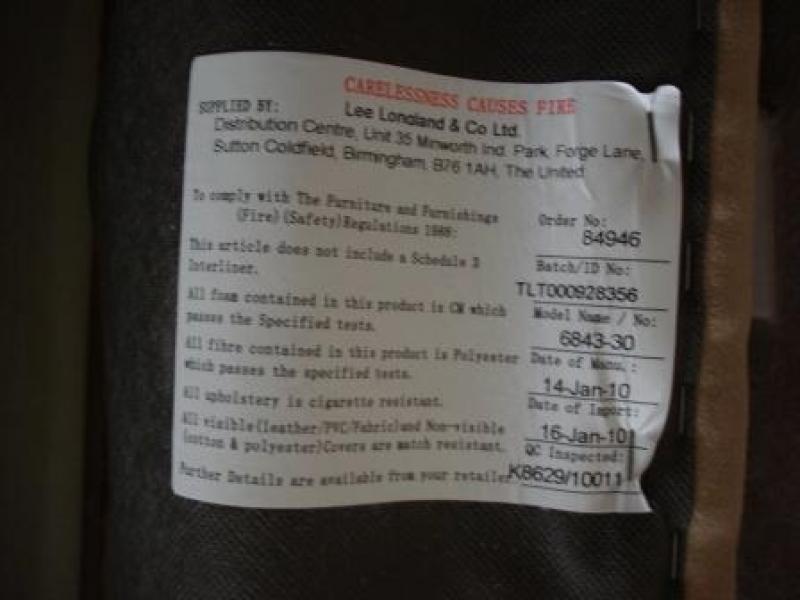 CARELESSNESS CAUSES FIRE
SUPPLIED BY: Lee Longland & Co Ltd.
Distribution Centre, Unit 35 Minworth Ind. Park, Forge Lane,
Sutton Coldfield, Birmingham, B76 1AH, The United
To comply with The Furniture and Furnishings
(Fire)(Safety)Regulations 1988:
This article does not include a Schedule 3
Interliner.
All foam contained in this product is CM which
passes the Specified tests.
All fibre contained in this product is Polyester
which passes the specified tests.
All upholstery is cigarette resistant.
All visible(leather/PVC/Fabric)and Non-visible
(cotton & polyester)Covers are match resistant.
Further Details are available from your retailer
Order No:
84946
Batch/ID No:
TLT000928356
Model Name / No:
6843-30
Date of Manu.:
14-Jan-10
Date of Import:
16-Jan-10
QC Inspected:
K8629/10011